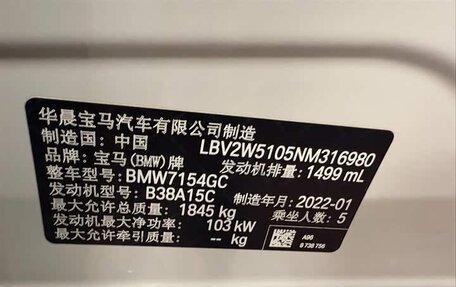 华晨宝马汽车有限公司制造
制造国：中国 LBV2W5105NM316980
品牌：宝马(BMW)牌 发动机排量：1499 mL
整车型号：BMW7154GC
发动机型号：B38A15C 制造年月：2022-01
最大允许总质量：1845 kg 乘坐人数：5
发动机最大净功率：103 kW
最大允许牵引质量：-- kg
A96
8 738 756